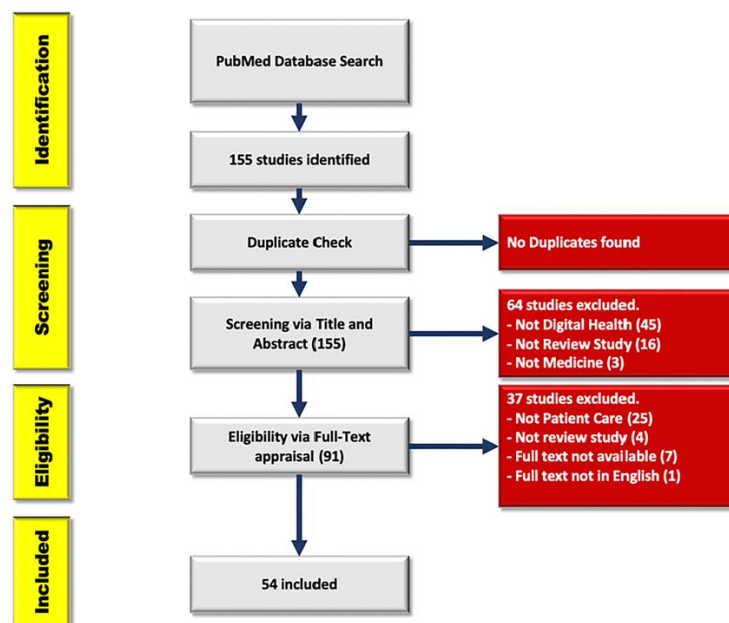 Identification
PubMed Database Search
155 studies identified
Screening
Duplicate Check
No Duplicates found
Screening via Title and
Abstract (155)
64 studies excluded.
- Not Digital Health (45)
- Not Review Study (16)
- Not Medicine (3)
Eligibility
Eligibility via Full-Text
appraisal (91)
37 studies excluded.
- Not Patient Care (25)
- Not review study (4)
- Full text not available (7)
- Full text not in English (1)
Included
54 included